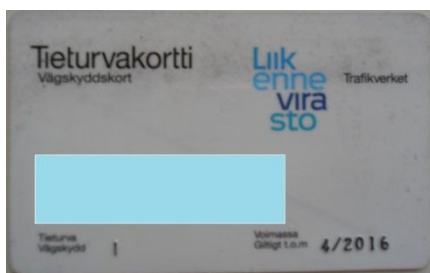 Tieturvakortti
Vägskyddskort
Liik
enne
vira
sto
Trafikverket
Tieturva
Vägskydd 1
Voimassa
Giltigt t.o.m 4/2016